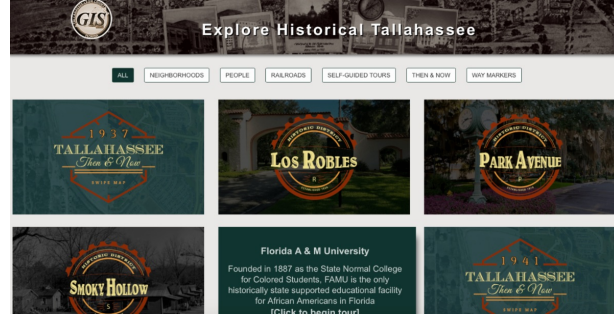 GIS
Explore Historical Tallahassee
ALL
NEIGHBORHOODS
PEOPLE
RAILROADS
SELF-GUIDED TOURS
THEN & NOW
WAY MARKERS
1937
TALLAHASSEE
Then & Now
SWIPE MAP
HISTORIC DISTRICT
LOS ROBLES
HISTORIC DISTRICT
PARK AVENUE
HISTORIC DISTRICT
SMOKY HOLLOW
Florida A & M University
Founded in 1887 as the State Normal College
for Colored Students, FAMU is the only
historically state supported educational facility
for African Americans in Florida
[Click to begin tour]
1941
TALLAHASSEE
Then & Now
SWIPE MAP